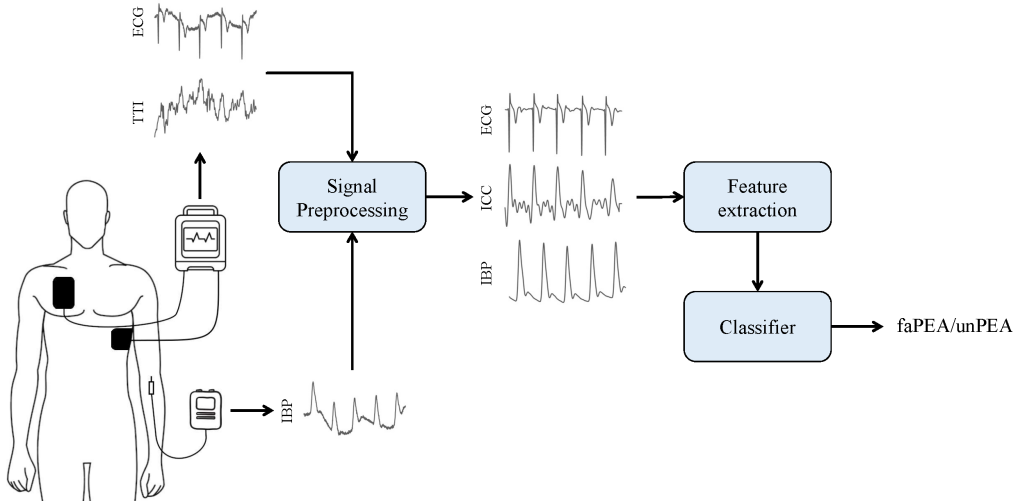 ECG
TTI
Signal
Preprocessing
IBP
ECG
ICC
IBP
Feature
extraction
Classifier
faPEA/unPEA